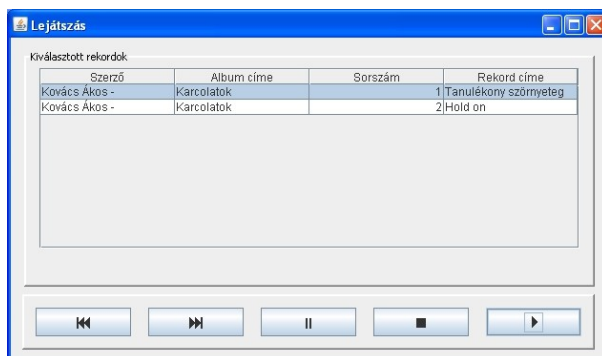 Lejátszás
Kiválasztott rekordok
Szerző Album címe Sorszám Rekord címe
Kovács Ákos - Karcolatok 1 Tanulékony szörnyeteg
Kovács Ákos - Karcolatok 2 Hold on